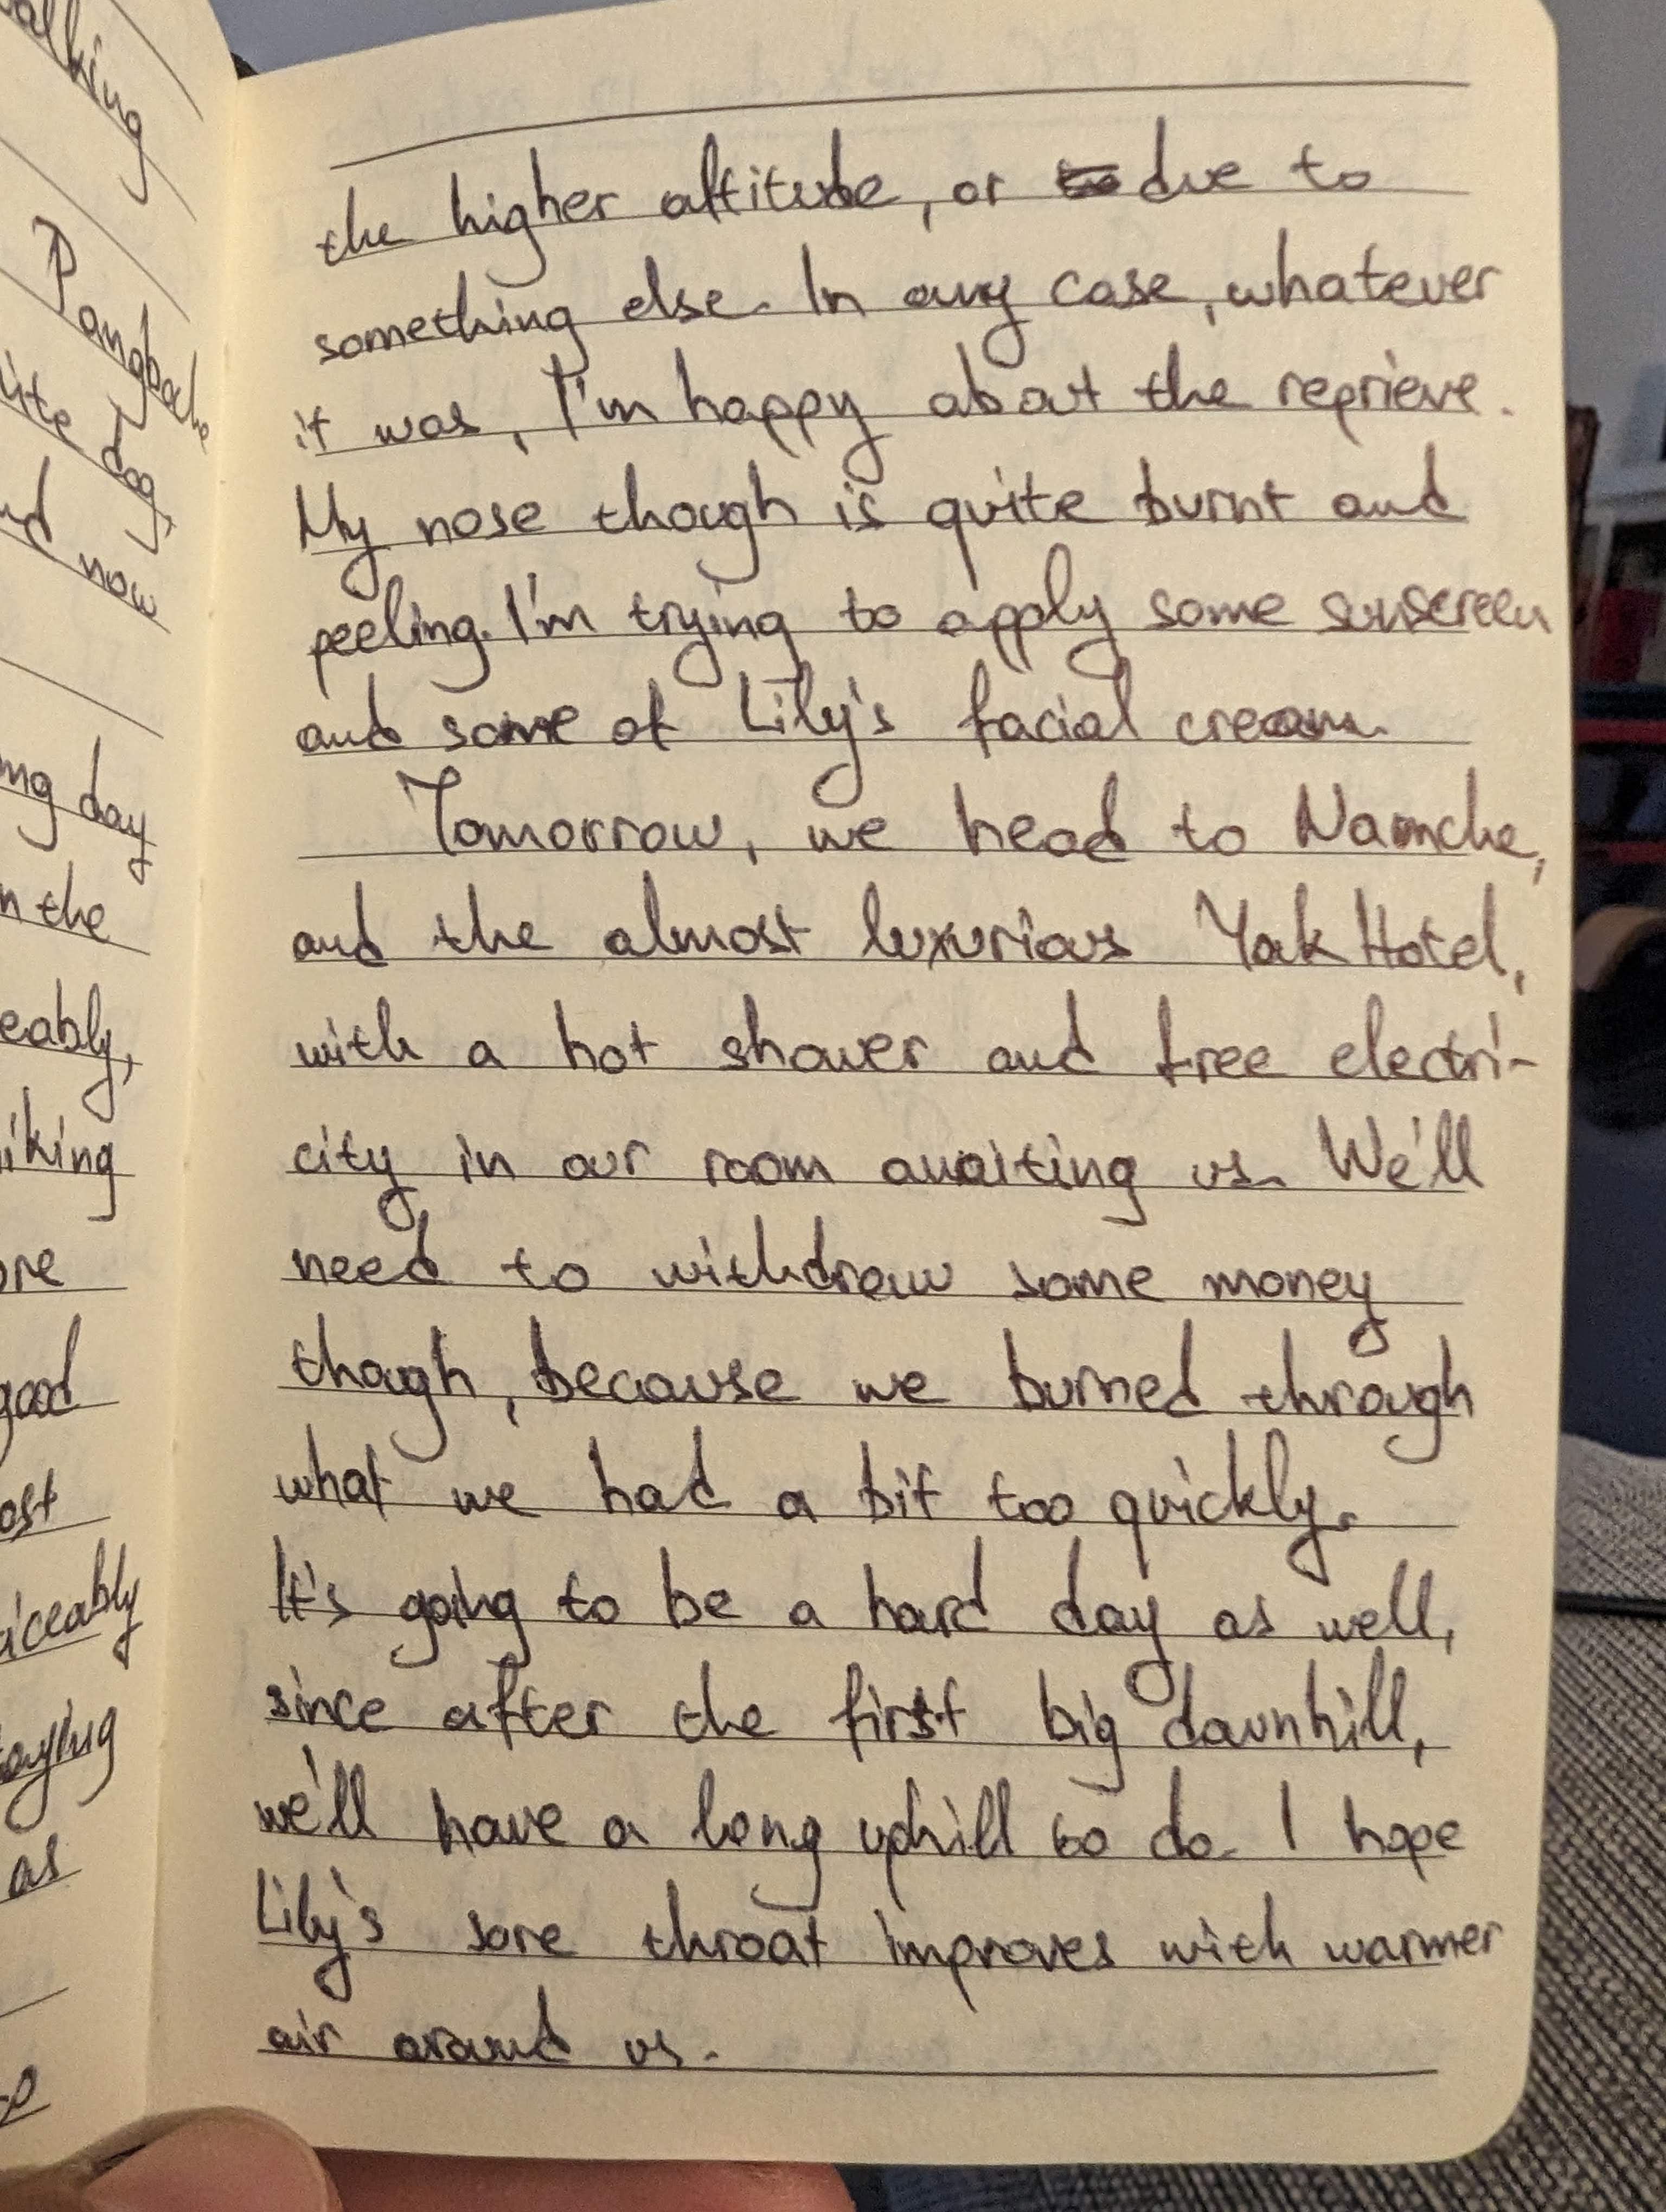 alking
Pangboche
ite dog,
nd now
ng day
n the
eably,
iking
ore
good
ost
iceably
aying
as
the higher altitude, or to due to
something else. In any case, whatever
it was, I'm happy about the reprieve.
My nose though is quite burnt and
peeling. I'm trying to apply some sunscreen
and some of Lily's facial cream.
Tomorrow, we head to Namche,
and the almost luxurious Yak Hotel,
with a hot shower and free electri-
city in our room awaiting us. We'll
need to withdraw some money
though, because we burned through
what we had a bit too quickly.
It's going to be a hard day as well,
since after the first big downhill,
we'll have a long uphill to do. I hope
Lily's sore throat improves with warmer
air around us.